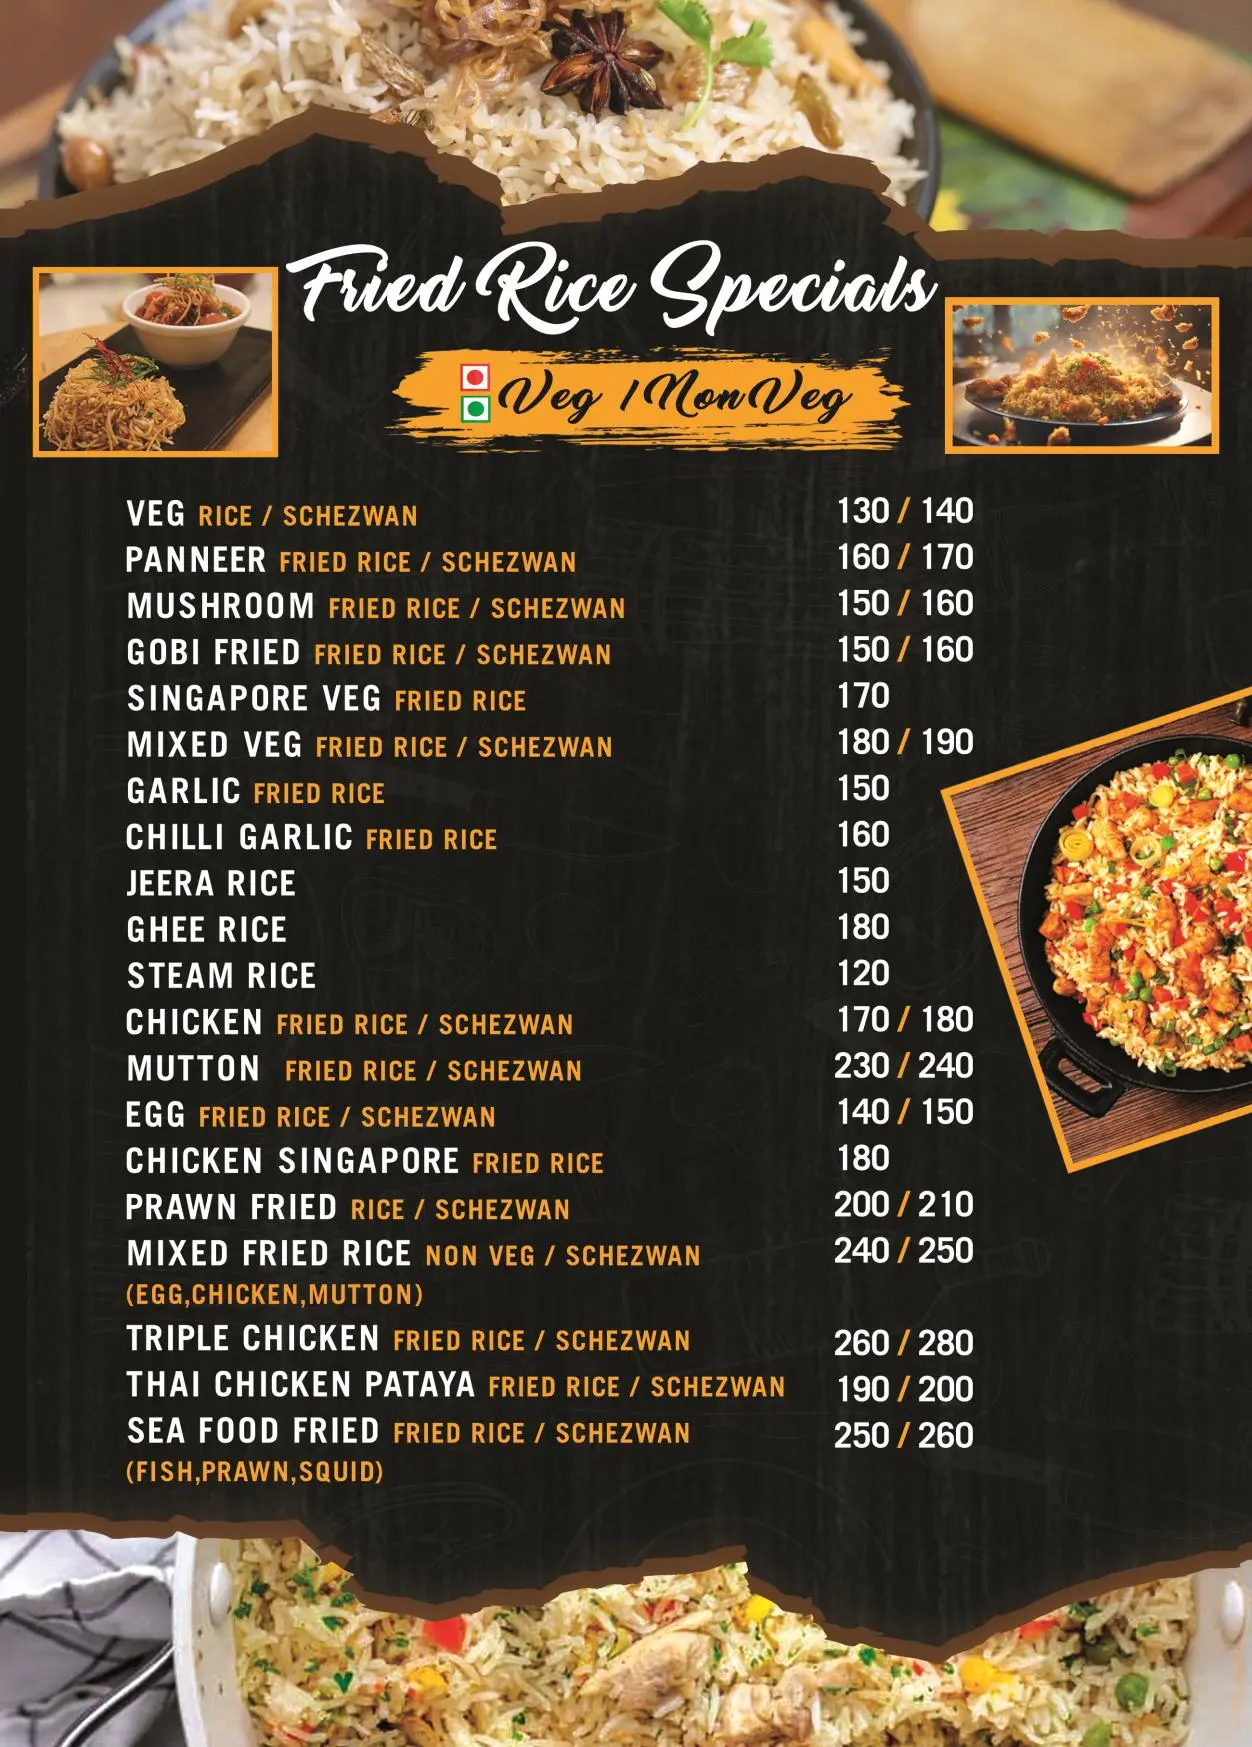 Fried Rice Specials
Veg / Non Veg
VEG RICE / SCHEZWAN 130 / 140
PANNEER FRIED RICE / SCHEZWAN 160 / 170
MUSHROOM FRIED RICE / SCHEZWAN 150 / 160
GOBI FRIED FRIED RICE / SCHEZWAN 150 / 160
SINGAPORE VEG FRIED RICE 170
MIXED VEG FRIED RICE / SCHEZWAN 180 / 190
GARLIC FRIED RICE 150
CHILLI GARLIC FRIED RICE 160
JEERA RICE 150
GHEE RICE 180
STEAM RICE 120
CHICKEN FRIED RICE / SCHEZWAN 170 / 180
MUTTON FRIED RICE / SCHEZWAN 230 / 240
EGG FRIED RICE / SCHEZWAN 140 / 150
CHICKEN SINGAPORE FRIED RICE 180
PRAWN FRIED RICE / SCHEZWAN 200 / 210
MIXED FRIED RICE NON VEG / SCHEZWAN 240 / 250
(EGG,CHICKEN,MUTTON)
TRIPLE CHICKEN FRIED RICE / SCHEZWAN 260 / 280
THAI CHICKEN PATAYA FRIED RICE / SCHEZWAN 190 / 200
SEA FOOD FRIED FRIED RICE / SCHEZWAN 250 / 260
(FISH,PRAWN,SQUID)